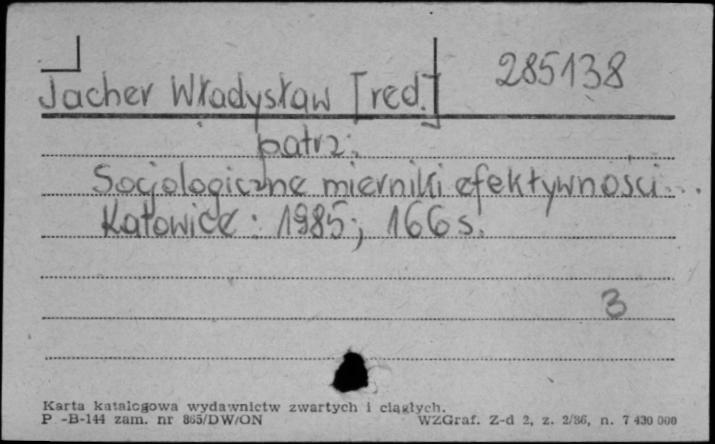 285138
Jacher Władysław [red.]
patrz:
Socjologiczne mierniki efektywności...
Katowice: 1985; 166 s.
3
Karta katalogowa wydawnictw zwartych i ciągłych.
P -B-144 zam. nr 865/DW/ON WZGraf. Z-d 2, z. 2/86, n. 7 430 000